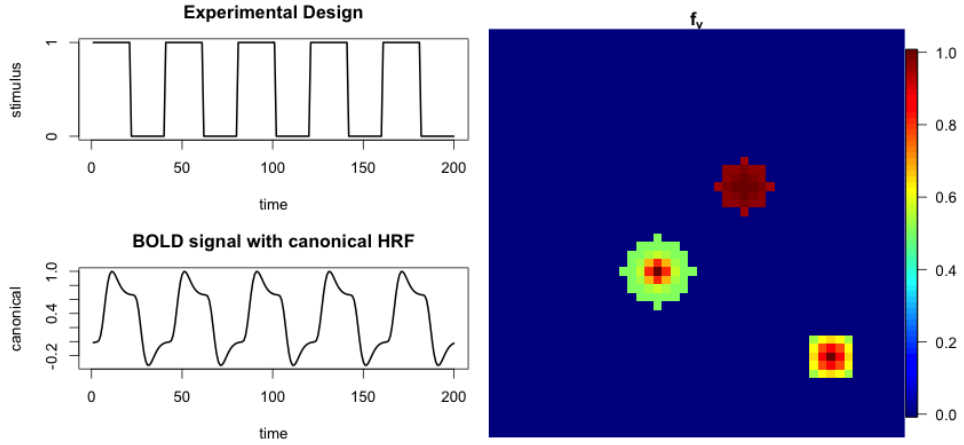 Experimental Design
stimulus
1
0
0 50 100 150 200
time
BOLD signal with canonical HRF
canonical
1.0
0.4
-0.2
0 50 100 150 200
time
f_v
1.0
0.8
0.6
0.4
0.2
0.0